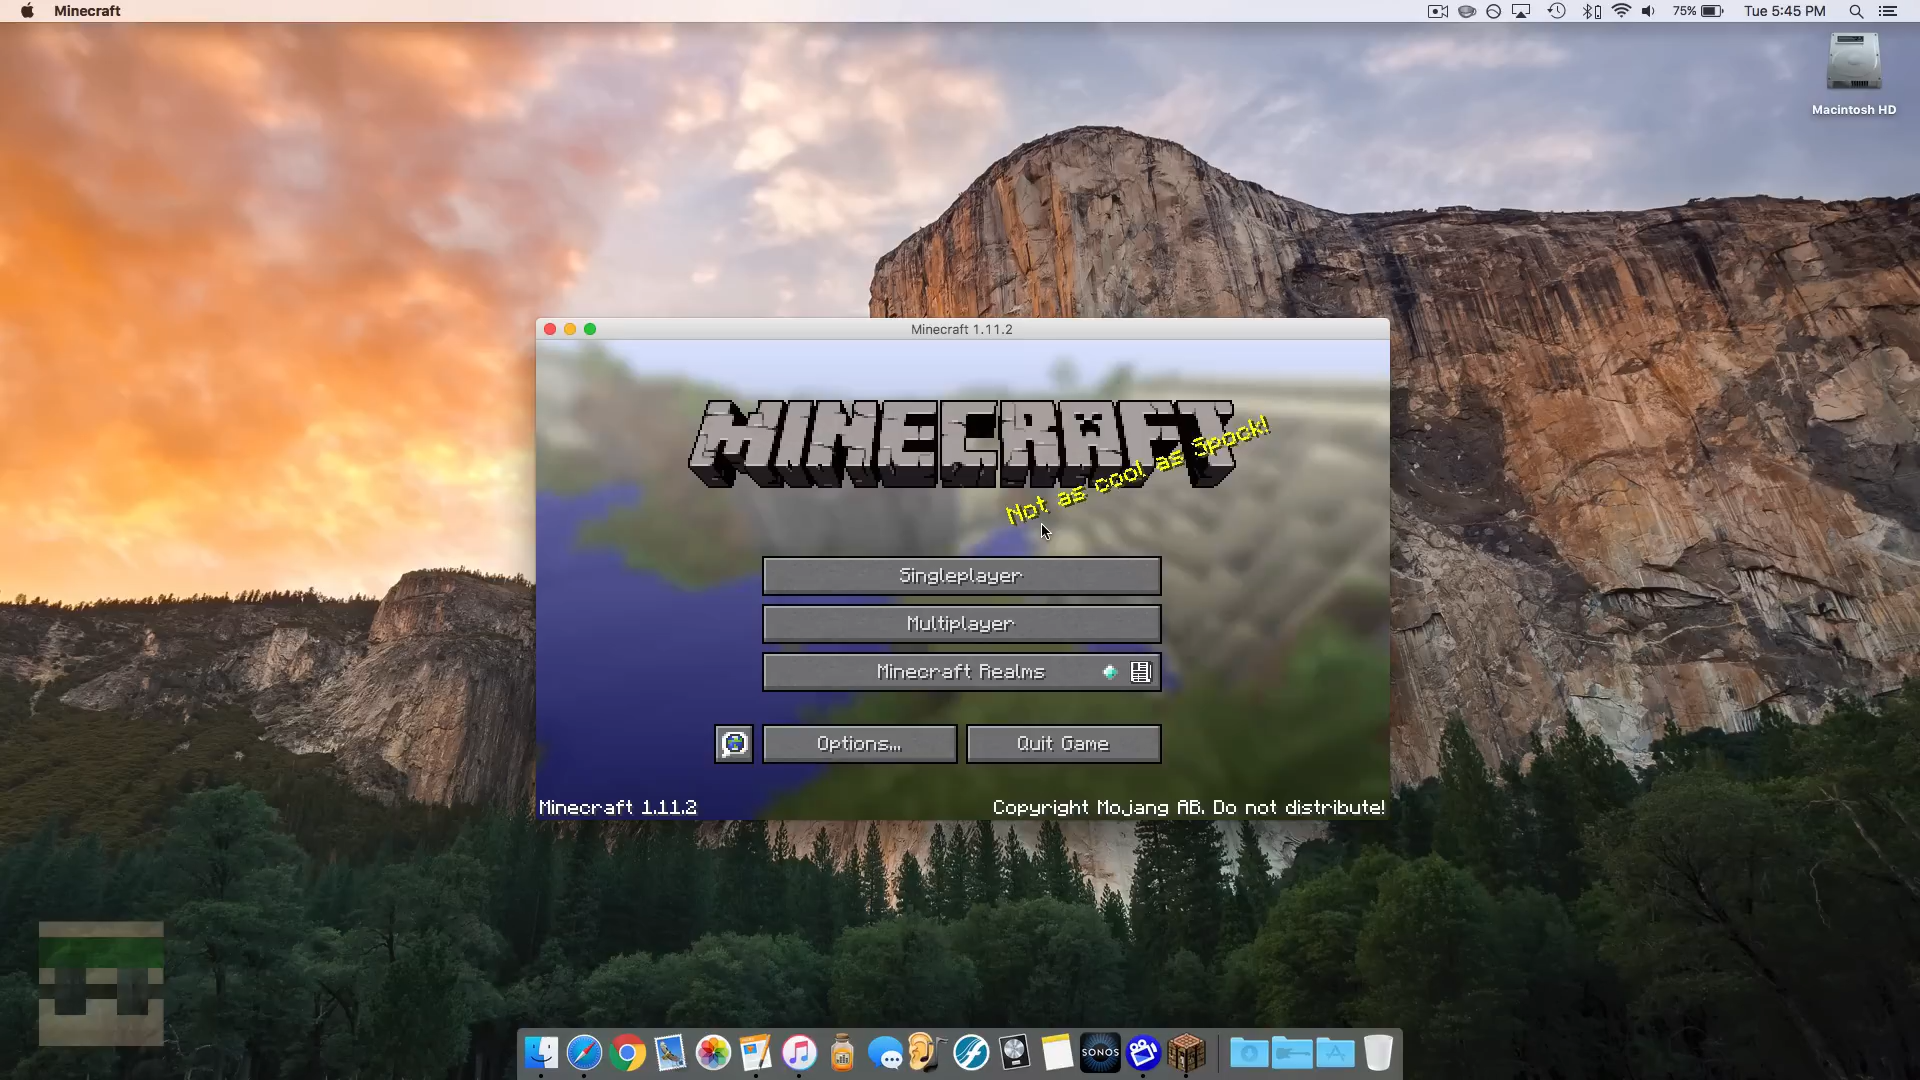 Minecraft
75%
Tue 5:45 PM
Macintosh HD
Minecraft 1.11.2
MINECRAFT
Not as cool as Spock!
Singleplayer
Multiplayer
Minecraft Realms
Options...
Quit Game
Minecraft 1.11.2
Copyright Mojang AB. Do not distribute!
SONOS